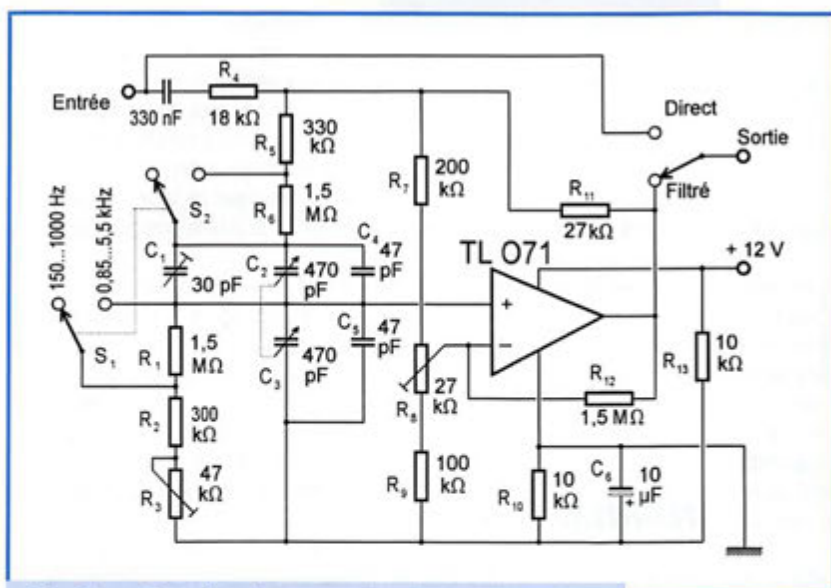 Entrée
330 nF
R4
18 kΩ
R5
330
kΩ
Direct
Sortie
Filtré
R7
200
kΩ
R11
27kΩ
S2
R6
1,5
MΩ
150...1000 Hz
0,85...5,5 kHz
C1
30 pF
C2
470
pF
C4
47
pF
TL O71
+ 12 V
S1
R1
1,5
MΩ
C3
470
pF
C5
47
pF
+
−
R8
27
kΩ
R12
1,5 MΩ
R13
10
kΩ
R2
300
kΩ
R3
47
kΩ
R9
100
kΩ
R10
10
kΩ
C6
10
µF
+